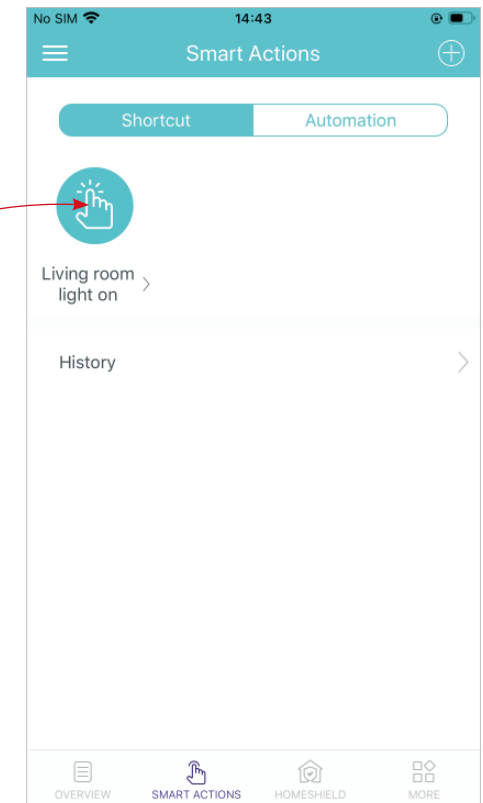 No SIM 14:43
Smart Actions
Shortcut Automation
Living room
light on
History
OVERVIEW SMART ACTIONS HOMESHIELD MORE